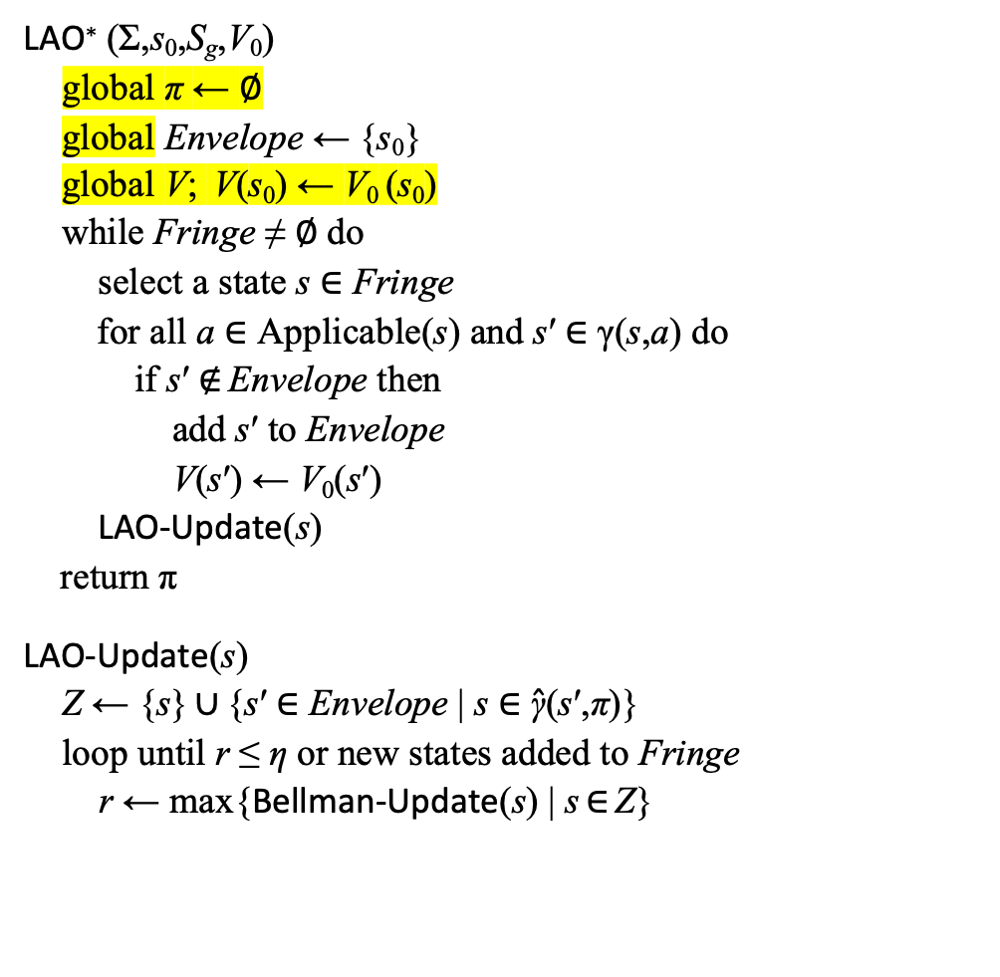 LAO* (Σ,s₀,S_g,V₀)
global π ← ∅
global Envelope ← {s₀}
global V; V(s₀) ← V₀ (s₀)
while Fringe ≠ ∅ do
select a state s ∈ Fringe
for all a ∈ Applicable(s) and s′ ∈ γ(s,a) do
if s′ ∉ Envelope then
add s′ to Envelope
V(s′) ← V₀(s′)
LAO-Update(s)
return π
LAO-Update(s)
Z ← {s} ∪ {s′ ∈ Envelope | s ∈ γ̂(s′,π)}
loop until r ≤ η or new states added to Fringe
r ← max{Bellman-Update(s) | s ∈ Z}